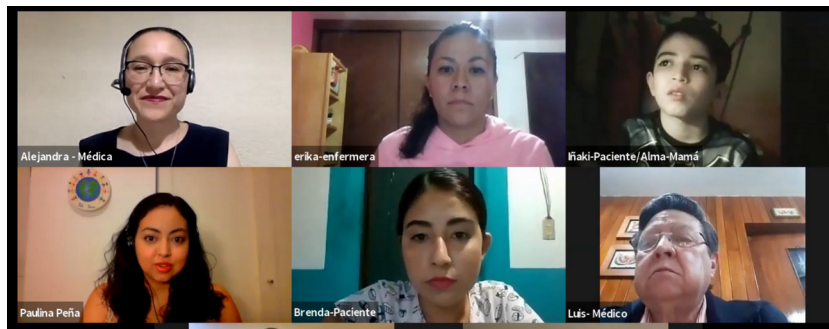 Alejandra - Médica
erika-enfermera
Iñaki-Paciente/Alma-Mamá
Paulina Peña
Brenda-Paciente
Luis- Médico